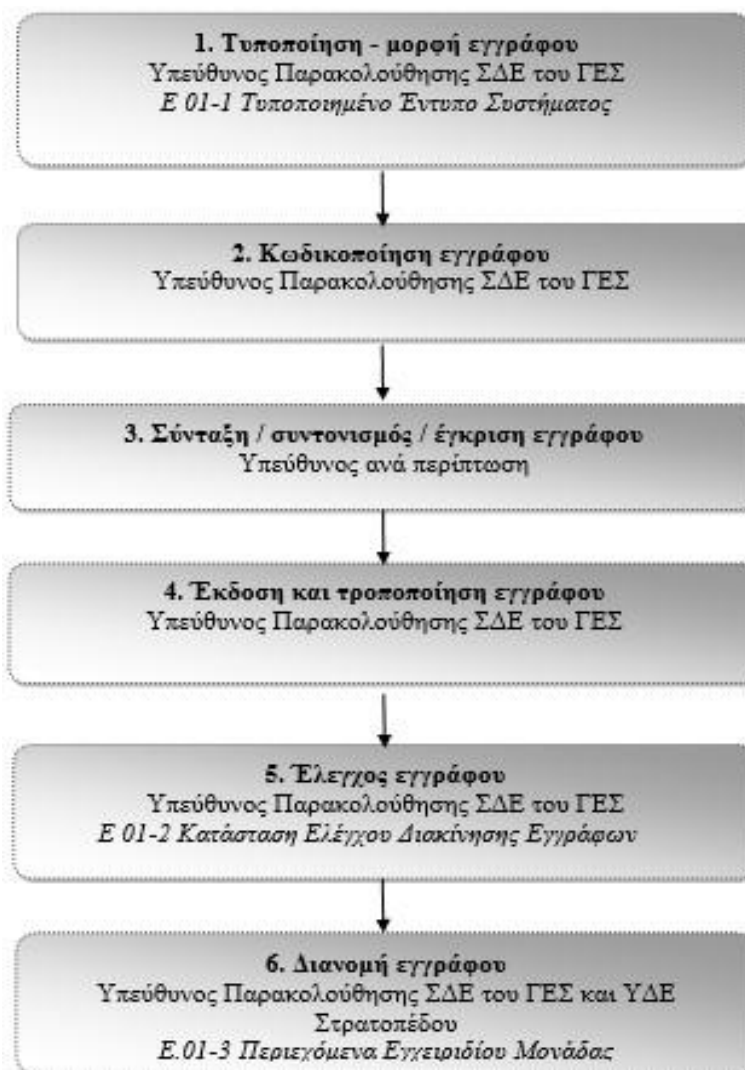 1. Τυποποίηση - μορφή εγγράφου
Υπεύθυνος Παρακολούθησης ΣΔΕ του ΓΕΣ
Ε 01-1 Τυποποιημένο Έντυπο Συστήματος
2. Κωδικοποίηση εγγράφου
Υπεύθυνος Παρακολούθησης ΣΔΕ του ΓΕΣ
3. Σύνταξη / συντονισμός / έγκριση εγγράφου
Υπεύθυνος ανά περίπτωση
4. Έκδοση και τροποποίηση εγγράφου
Υπεύθυνος Παρακολούθησης ΣΔΕ του ΓΕΣ
5. Έλεγχος εγγράφου
Υπεύθυνος Παρακολούθησης ΣΔΕ του ΓΕΣ
Ε 01-2 Κατάσταση Ελέγχου Διακίνησης Εγγράφων
6. Διανομή εγγράφου
Υπεύθυνος Παρακολούθησης ΣΔΕ του ΓΕΣ και ΥΔΕ
Στρατοπέδου
Ε.01-3 Περιεχόμενα Εγχειριδίου Μονάδας